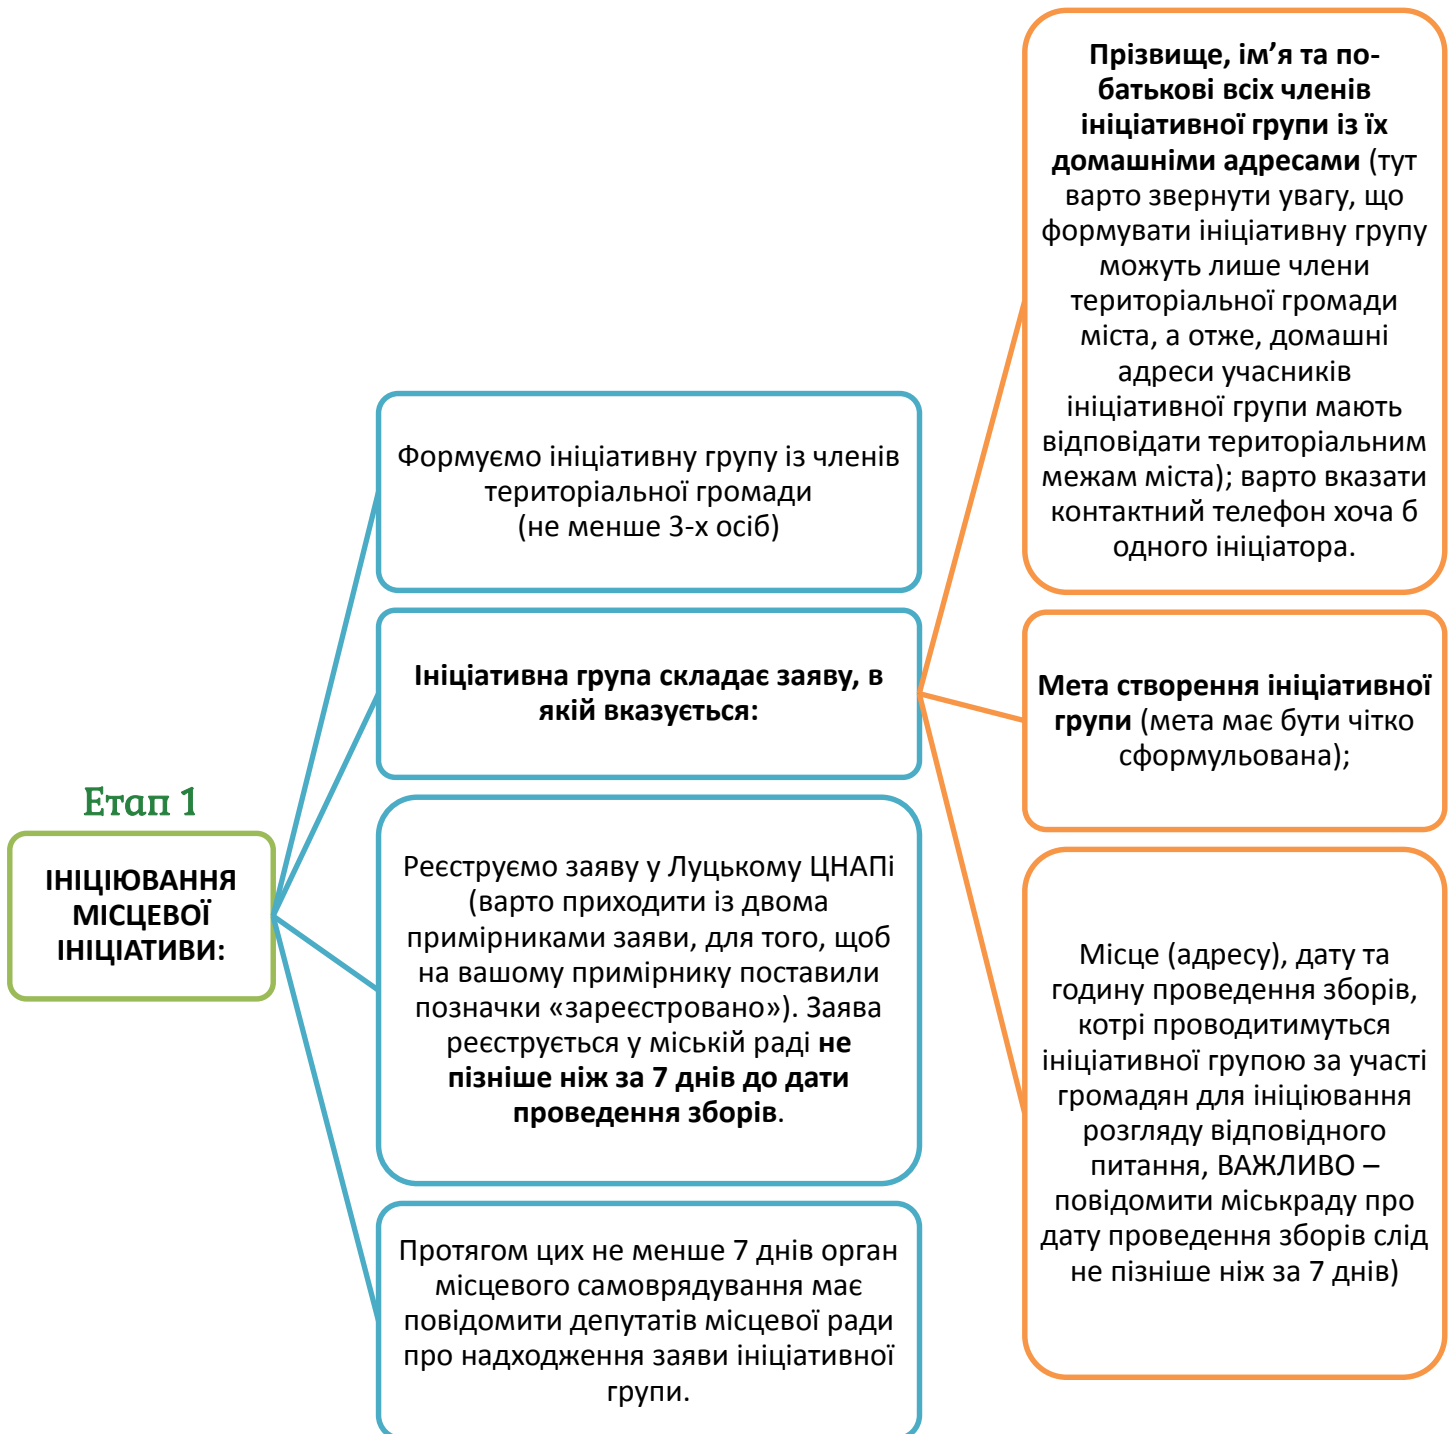 Етап 1
ІНІЦІЮВАННЯ
МІСЦЕВОЇ
ІНІЦІАТИВИ:
Формуємо ініціативну групу із членів
територіальної громади
(не менше 3-х осіб)
Ініціативна група складає заяву, в
якій вказується:
Реєструємо заяву у Луцькому ЦНАПі
(варто приходити із двома
примірниками заяви, для того, щоб
на вашому примірнику поставили
позначки «зареєстровано»). Заява
реєструється у міській раді не
пізніше ніж за 7 днів до дати
проведення зборів.
Протягом цих не менше 7 днів орган
місцевого самоврядування має
повідомити депутатів місцевої ради
про надходження заяви ініціативної
групи.
Прізвище, ім’я та по-
батькові всіх членів
ініціативної групи із їх
домашніми адресами (тут
варто звернути увагу, що
формувати ініціативну групу
можуть лише члени
територіальної громади
міста, а отже, домашні
адреси учасників
ініціативної групи мають
відповідати територіальним
межам міста); варто вказати
контактний телефон хоча б
одного ініціатора.
Мета створення ініціативної
групи (мета має бути чітко
сформульована);
Місце (адресу), дату та
годину проведення зборів,
котрі проводитимуться
ініціативної групою за участі
громадян для ініціювання
розгляду відповідного
питання, ВАЖЛИВО –
повідомити міськраду про
дату проведення зборів слід
не пізніше ніж за 7 днів)